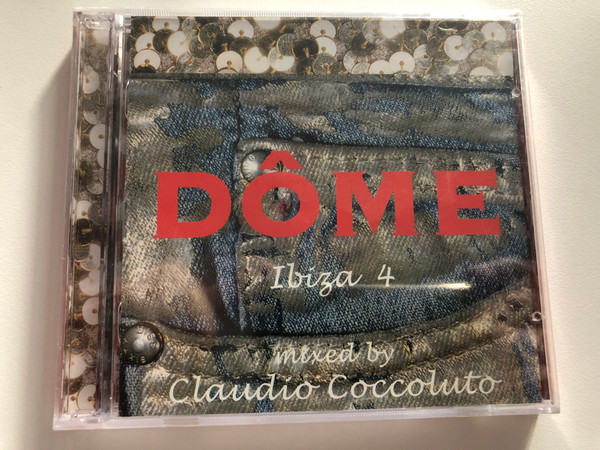 DÔME
Ibiza 4
mixed by
Claudio Coccoluto